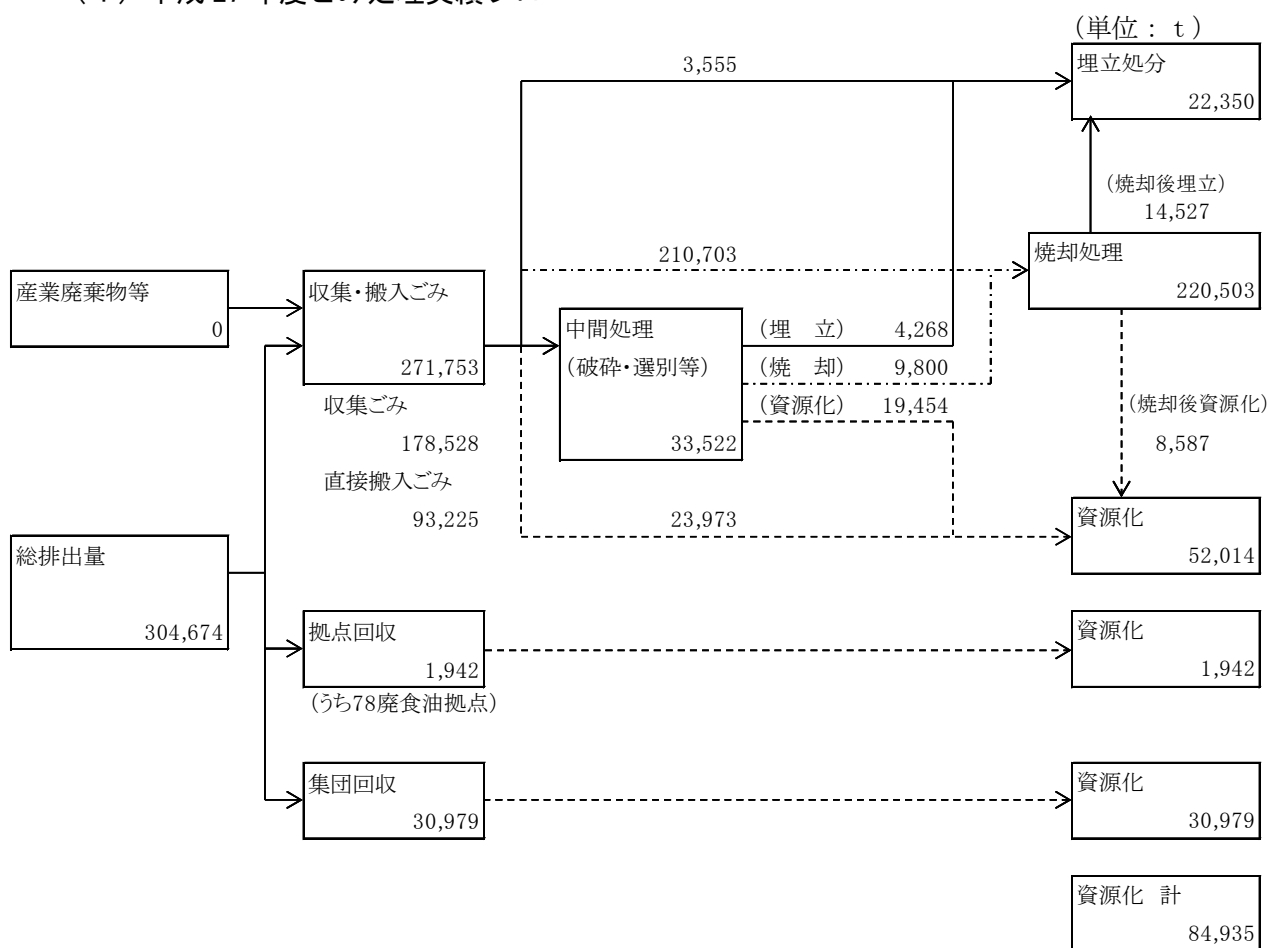 (単位： t)
3,555
埋立処分
22,350
(焼却後埋立)
14,527
210,703
焼却処理
220,503
産業廃棄物等
0
収集・搬入ごみ
271,753
中間処理
(破砕・選別等)
33,522
(埋　立)　4,268
(焼　却)　9,800
(資源化)　19,454
収集ごみ
178,528
直接搬入ごみ
93,225
(焼却後資源化)
8,587
23,973
資源化
52,014
総排出量
304,674
拠点回収
1,942
(うち78廃食油拠点)
資源化
1,942
集団回収
30,979
資源化
30,979
資源化　計
84,935